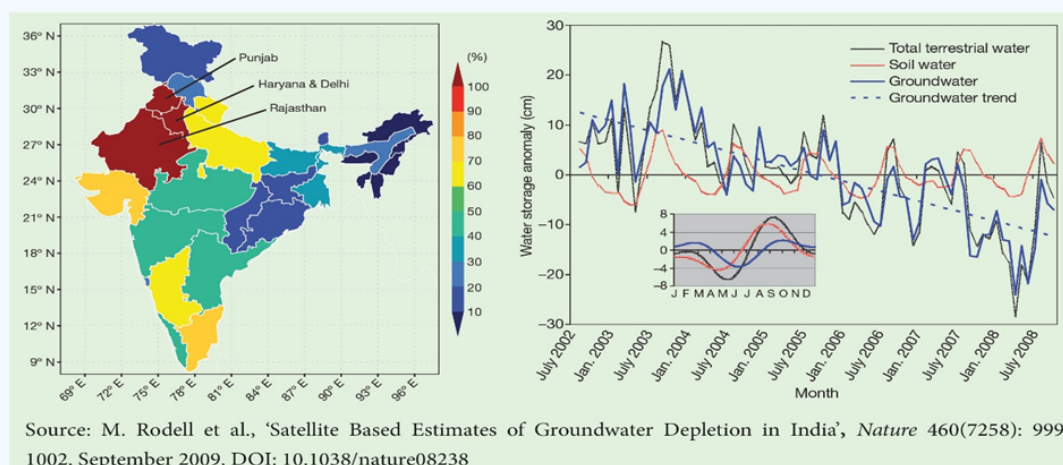 36° N
33° N
30° N
27° N
24° N
21° N
18° N
15° N
12° N
9° N
69° E
72° E
75° E
78° E
81° E
84° E
87° E
90° E
93° E
96° E
Punjab
Haryana & Delhi
Rajasthan
(%)
100
90
80
70
60
50
40
30
20
10
Water storage anomaly (cm)
30
20
10
0
−10
−20
−30
Total terrestrial water
Soil water
Groundwater
Groundwater trend
8
4
0
−4
−8
J F M A M J J A S O N D
July 2002
Jan. 2003
July 2003
Jan. 2004
July 2004
Jan. 2005
July 2005
Jan. 2006
July 2006
Jan. 2007
July 2007
Jan. 2008
July 2008
Month
Source: M. Rodell et al., ‘Satellite Based Estimates of Groundwater Depletion in India’, Nature 460(7258): 999
1002, September 2009. DOI: 10.1038/nature08238